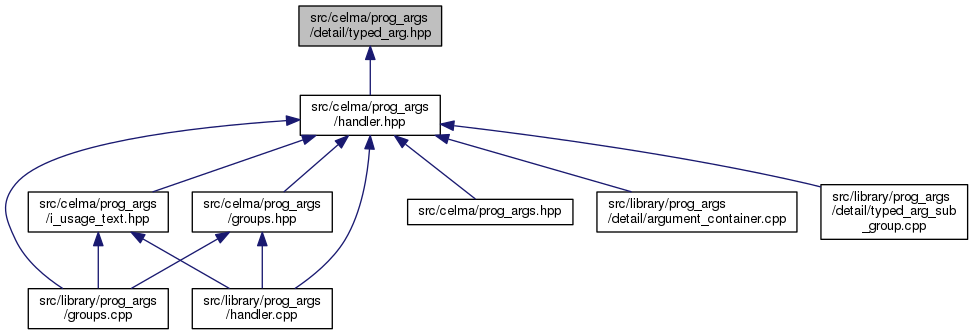 src/celma/prog_args
/detail/typed_arg.hpp
src/celma/prog_args
/handler.hpp
src/celma/prog_args
/i_usage_text.hpp
src/celma/prog_args
/groups.hpp
src/celma/prog_args.hpp
src/library/prog_args
/detail/argument_container.cpp
src/library/prog_args
/detail/typed_arg_sub
_group.cpp
src/library/prog_args
/groups.cpp
src/library/prog_args
/handler.cpp